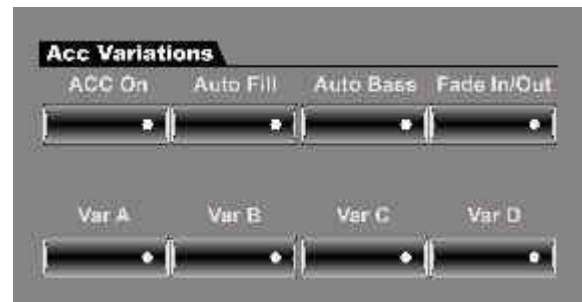 Acc Variations
ACC On Auto Fill Auto Bass Fade In/Out
Var A Var B Var C Var D